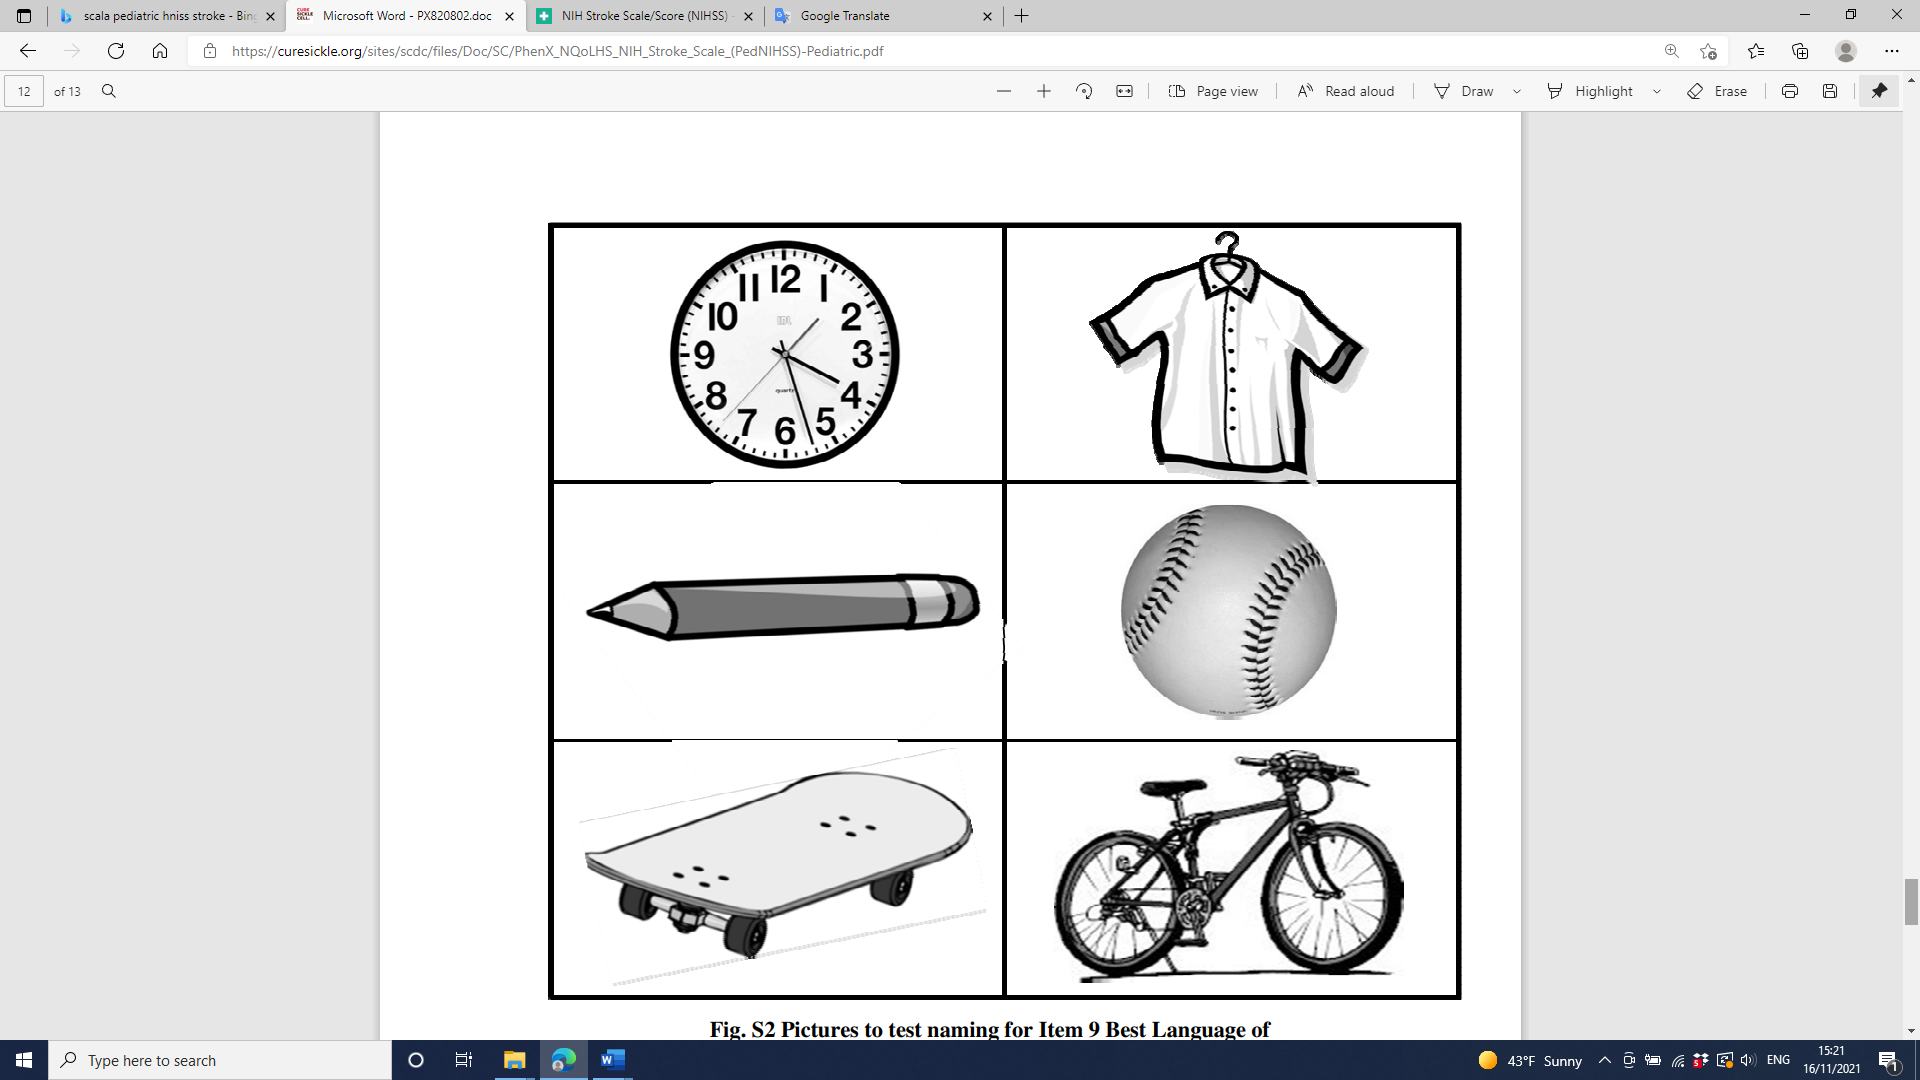 scala pediatric hniss stroke - Bing
Microsoft Word - PX820802.doc
NIH Stroke Scale/Score (NIHSS) -
Google Translate
https://curesickle.org/sites/scdc/files/Doc/SC/PhenX_NQoLHS_NIH_Stroke_Scale_(PedNIHSS)-Pediatric.pdf
12 of 13
Page view
Read aloud
Draw
Highlight
Erase
12
11 1
10 2
9 3
8 4
7 5
6
quartz
Fig. S2 Pictures to test naming for Item 9 Best Language of
Type here to search
43°F Sunny
ENG
15:21
16/11/2021
1